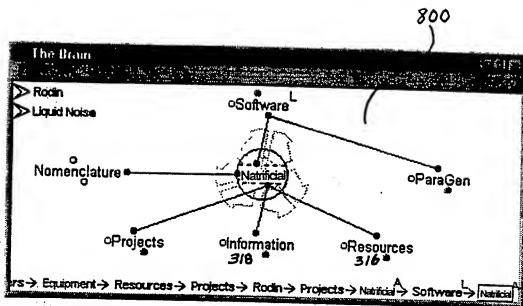 800
The Brain
Rodin
Liquid Noise
Software L
Nomenclature
Natrificial
ParaGen
Projects
Information
318
Resources
316
rs→ Equipment→ Resources→ Projects→ Rodin→ Projects→ Natrificial A→ Software L→ Natrificial A